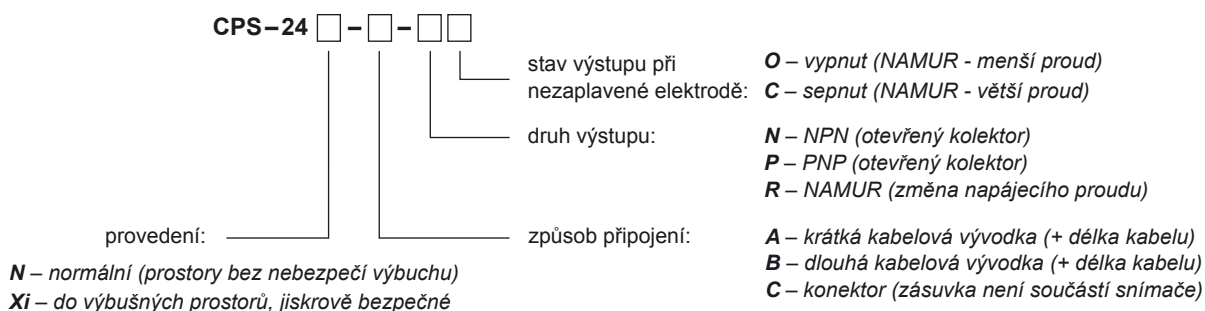 CPS–24 – –
stav výstupu při
nezaplavené elektrodě:
O – vypnut (NAMUR - menší proud)
C – sepnut (NAMUR - větší proud)
druh výstupu:
N – NPN (otevřený kolektor)
P – PNP (otevřený kolektor)
R – NAMUR (změna napájecího proudu)
způsob připojení:
A – krátká kabelová vývodka (+ délka kabelu)
B – dlouhá kabelová vývodka (+ délka kabelu)
C – konektor (zásuvka není součástí snímače)
provedení:
N – normální (prostory bez nebezpečí výbuchu)
Xi – do výbušných prostorů, jiskrově bezpečné